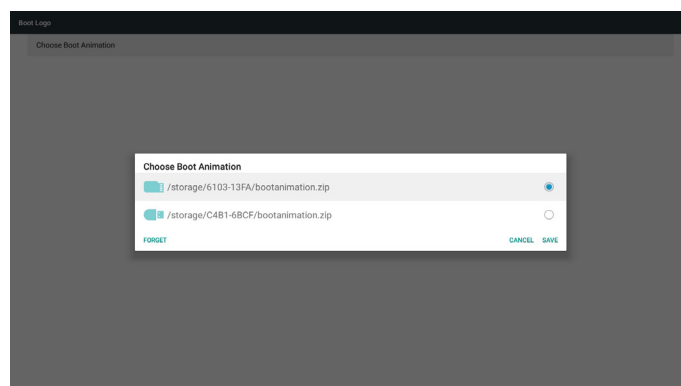 Boot Logo
Choose Boot Animation
Choose Boot Animation
/storage/6103-13FA/bootanimation.zip
/storage/C4B1-6BCF/bootanimation.zip
FORGET CANCEL SAVE